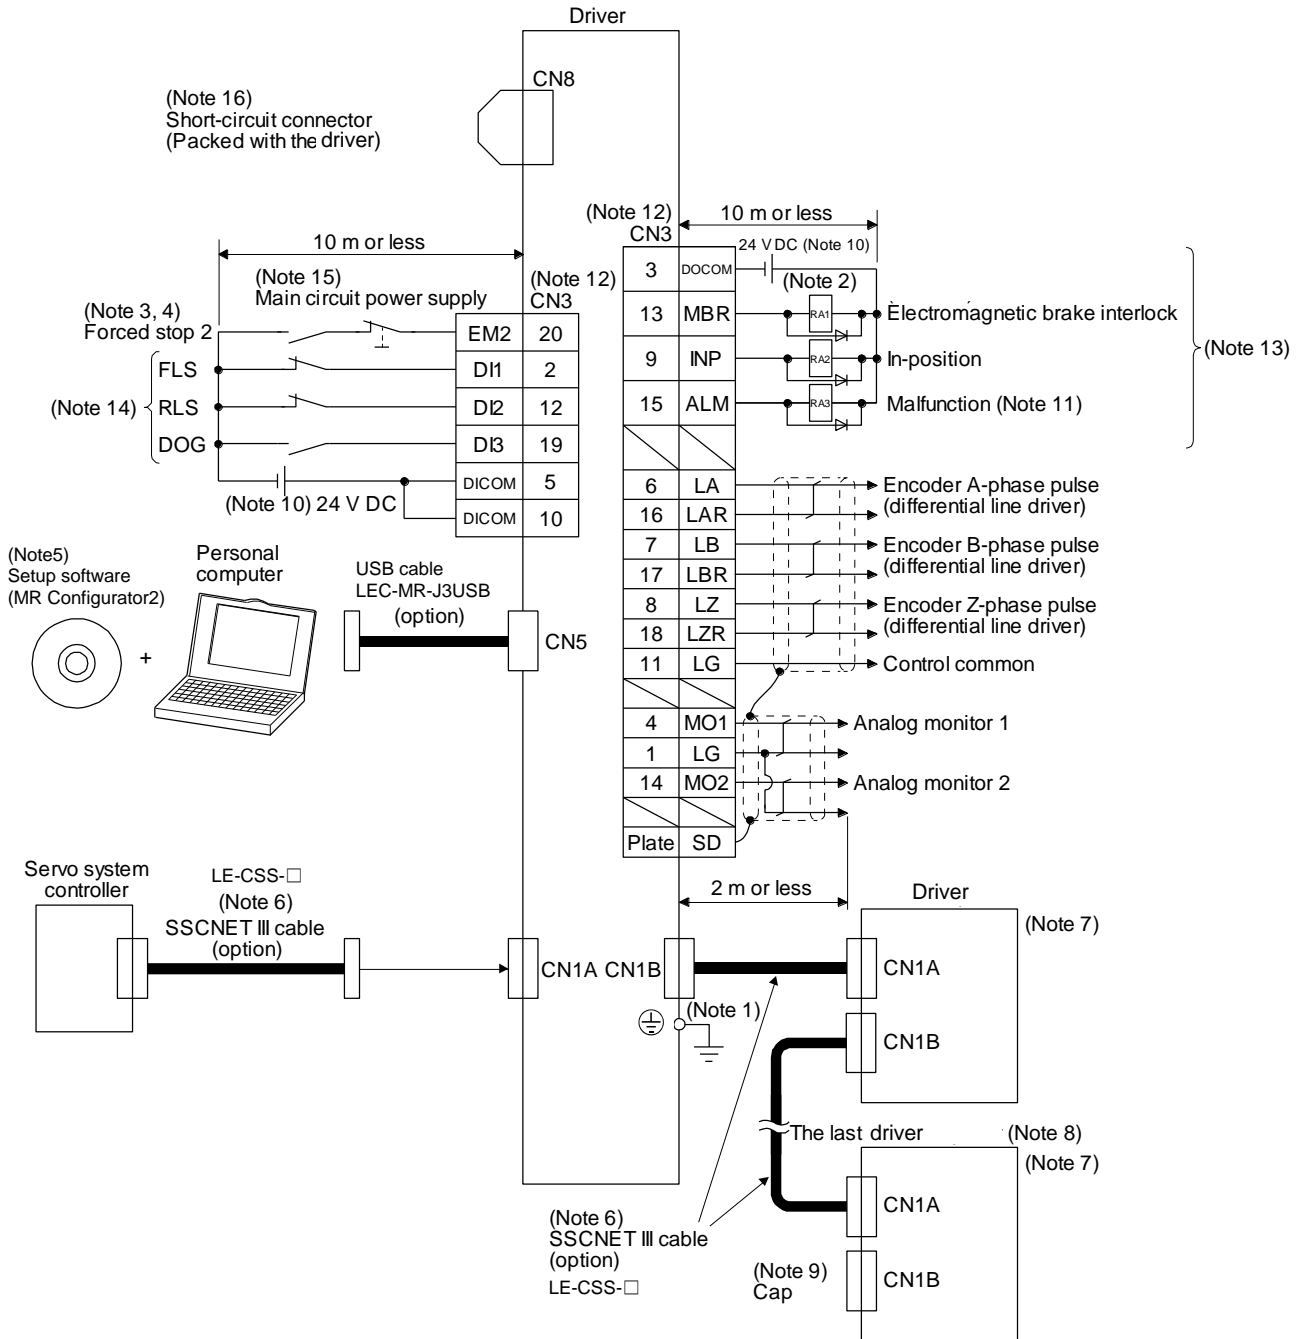 Driver
CN8
(Note 16)
Short-circuit connector
(Packed with the driver)
(Note 12)
CN3
10 m or less
24 V DC (Note 10)
3 DOCOM
(Note 2)
13 MBR RA1 Electromagnetic brake interlock
9 INP RA2 In-position
15 ALM RA3 Malfunction (Note 11)
(Note 13)
10 m or less
(Note 15)
Main circuit power supply
(Note 12)
CN3
(Note 3, 4)
Forced stop 2
EM2 20
FLS DI1 2
(Note 14) RLS DI2 12
DOG DI3 19
DICOM 5
(Note 10) 24 V DC
DICOM 10
6 LA Encoder A-phase pulse
16 LAR (differential line driver)
7 LB Encoder B-phase pulse
17 LBR (differential line driver)
8 LZ Encoder Z-phase pulse
18 LZR (differential line driver)
11 LG Control common
4 MO1 Analog monitor 1
1 LG
14 MO2 Analog monitor 2
Plate SD
2 m or less
(Note5)
Setup software
(MR Configurator2)
+
Personal
computer
USB cable
LEC-MR-J3USB
(option)
CN5
Servo system
controller
LE-CSS-□
(Note 6)
SSCNET III cable
(option)
CN1A CN1B
(Note 1)
Driver
(Note 7)
CN1A
CN1B
The last driver
(Note 8)
(Note 7)
CN1A
CN1B
(Note 9)
Cap
(Note 6)
SSCNET III cable
(option)
LE-CSS-□